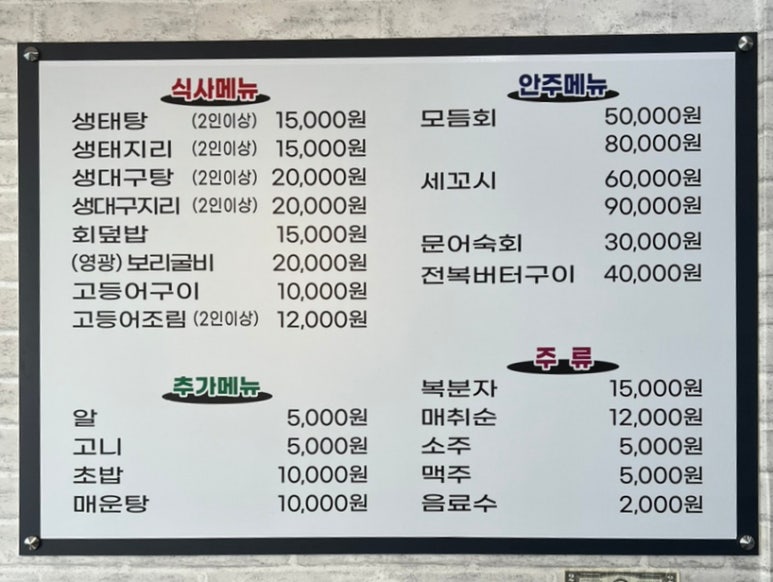 식사메뉴
생태탕 (2인이상) 15,000원
생태지리 (2인이상) 15,000원
생대구탕 (2인이상) 20,000원
생대구지리 (2인이상) 20,000원
회덮밥 15,000원
(영광) 보리굴비 20,000원
고등어구이 10,000원
고등어조림 (2인이상) 12,000원
추가메뉴
알 5,000원
고니 5,000원
초밥 10,000원
매운탕 10,000원
안주메뉴
모듬회 50,000원
80,000원
세꼬시 60,000원
90,000원
문어숙회 30,000원
전복버터구이 40,000원
주 류
복분자 15,000원
매취순 12,000원
소주 5,000원
맥주 5,000원
음료수 2,000원